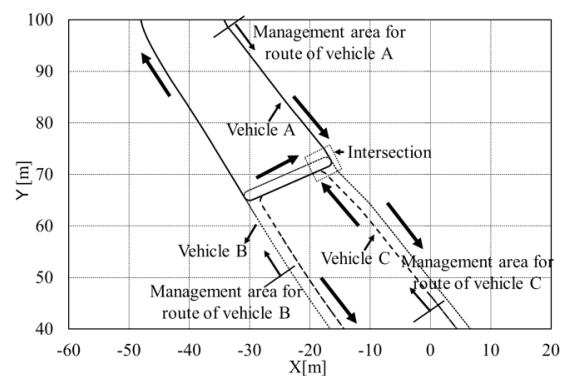 100
90
80
70
60
50
40
Y[m]
-60 -50 -40 -30 -20 -10 0 10 20
X[m]
Management area for
route of vehicle A
Vehicle A
Intersection
Vehicle B
Vehicle C
Management area for
route of vehicle C
Management area for
route of vehicle B